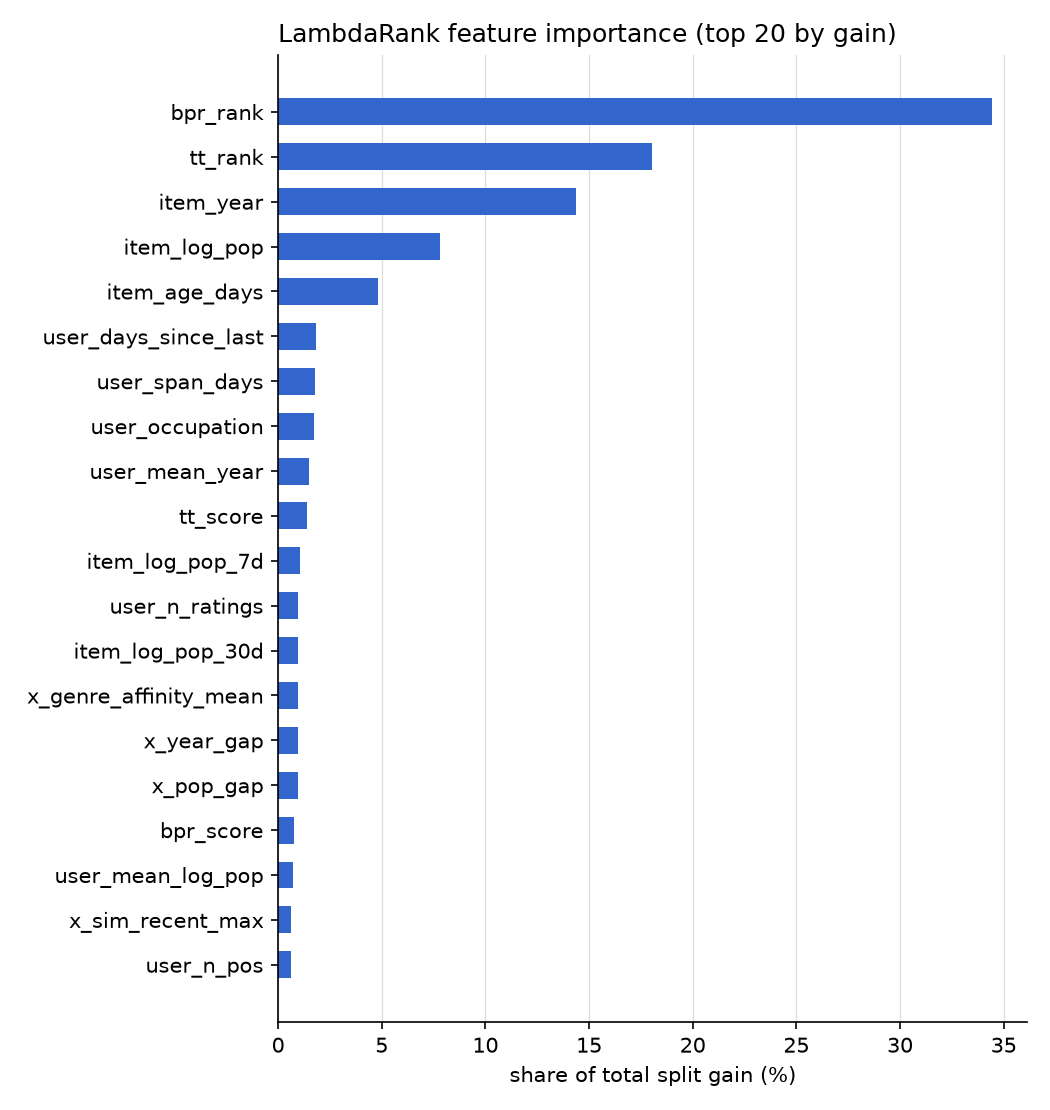 LambdaRank feature importance (top 20 by gain)
bpr_rank
tt_rank
item_year
item_log_pop
item_age_days
user_days_since_last
user_span_days
user_occupation
user_mean_year
tt_score
item_log_pop_7d
user_n_ratings
item_log_pop_30d
x_genre_affinity_mean
x_year_gap
x_pop_gap
bpr_score
user_mean_log_pop
x_sim_recent_max
user_n_pos
0 5 10 15 20 25 30 35
share of total split gain (%)